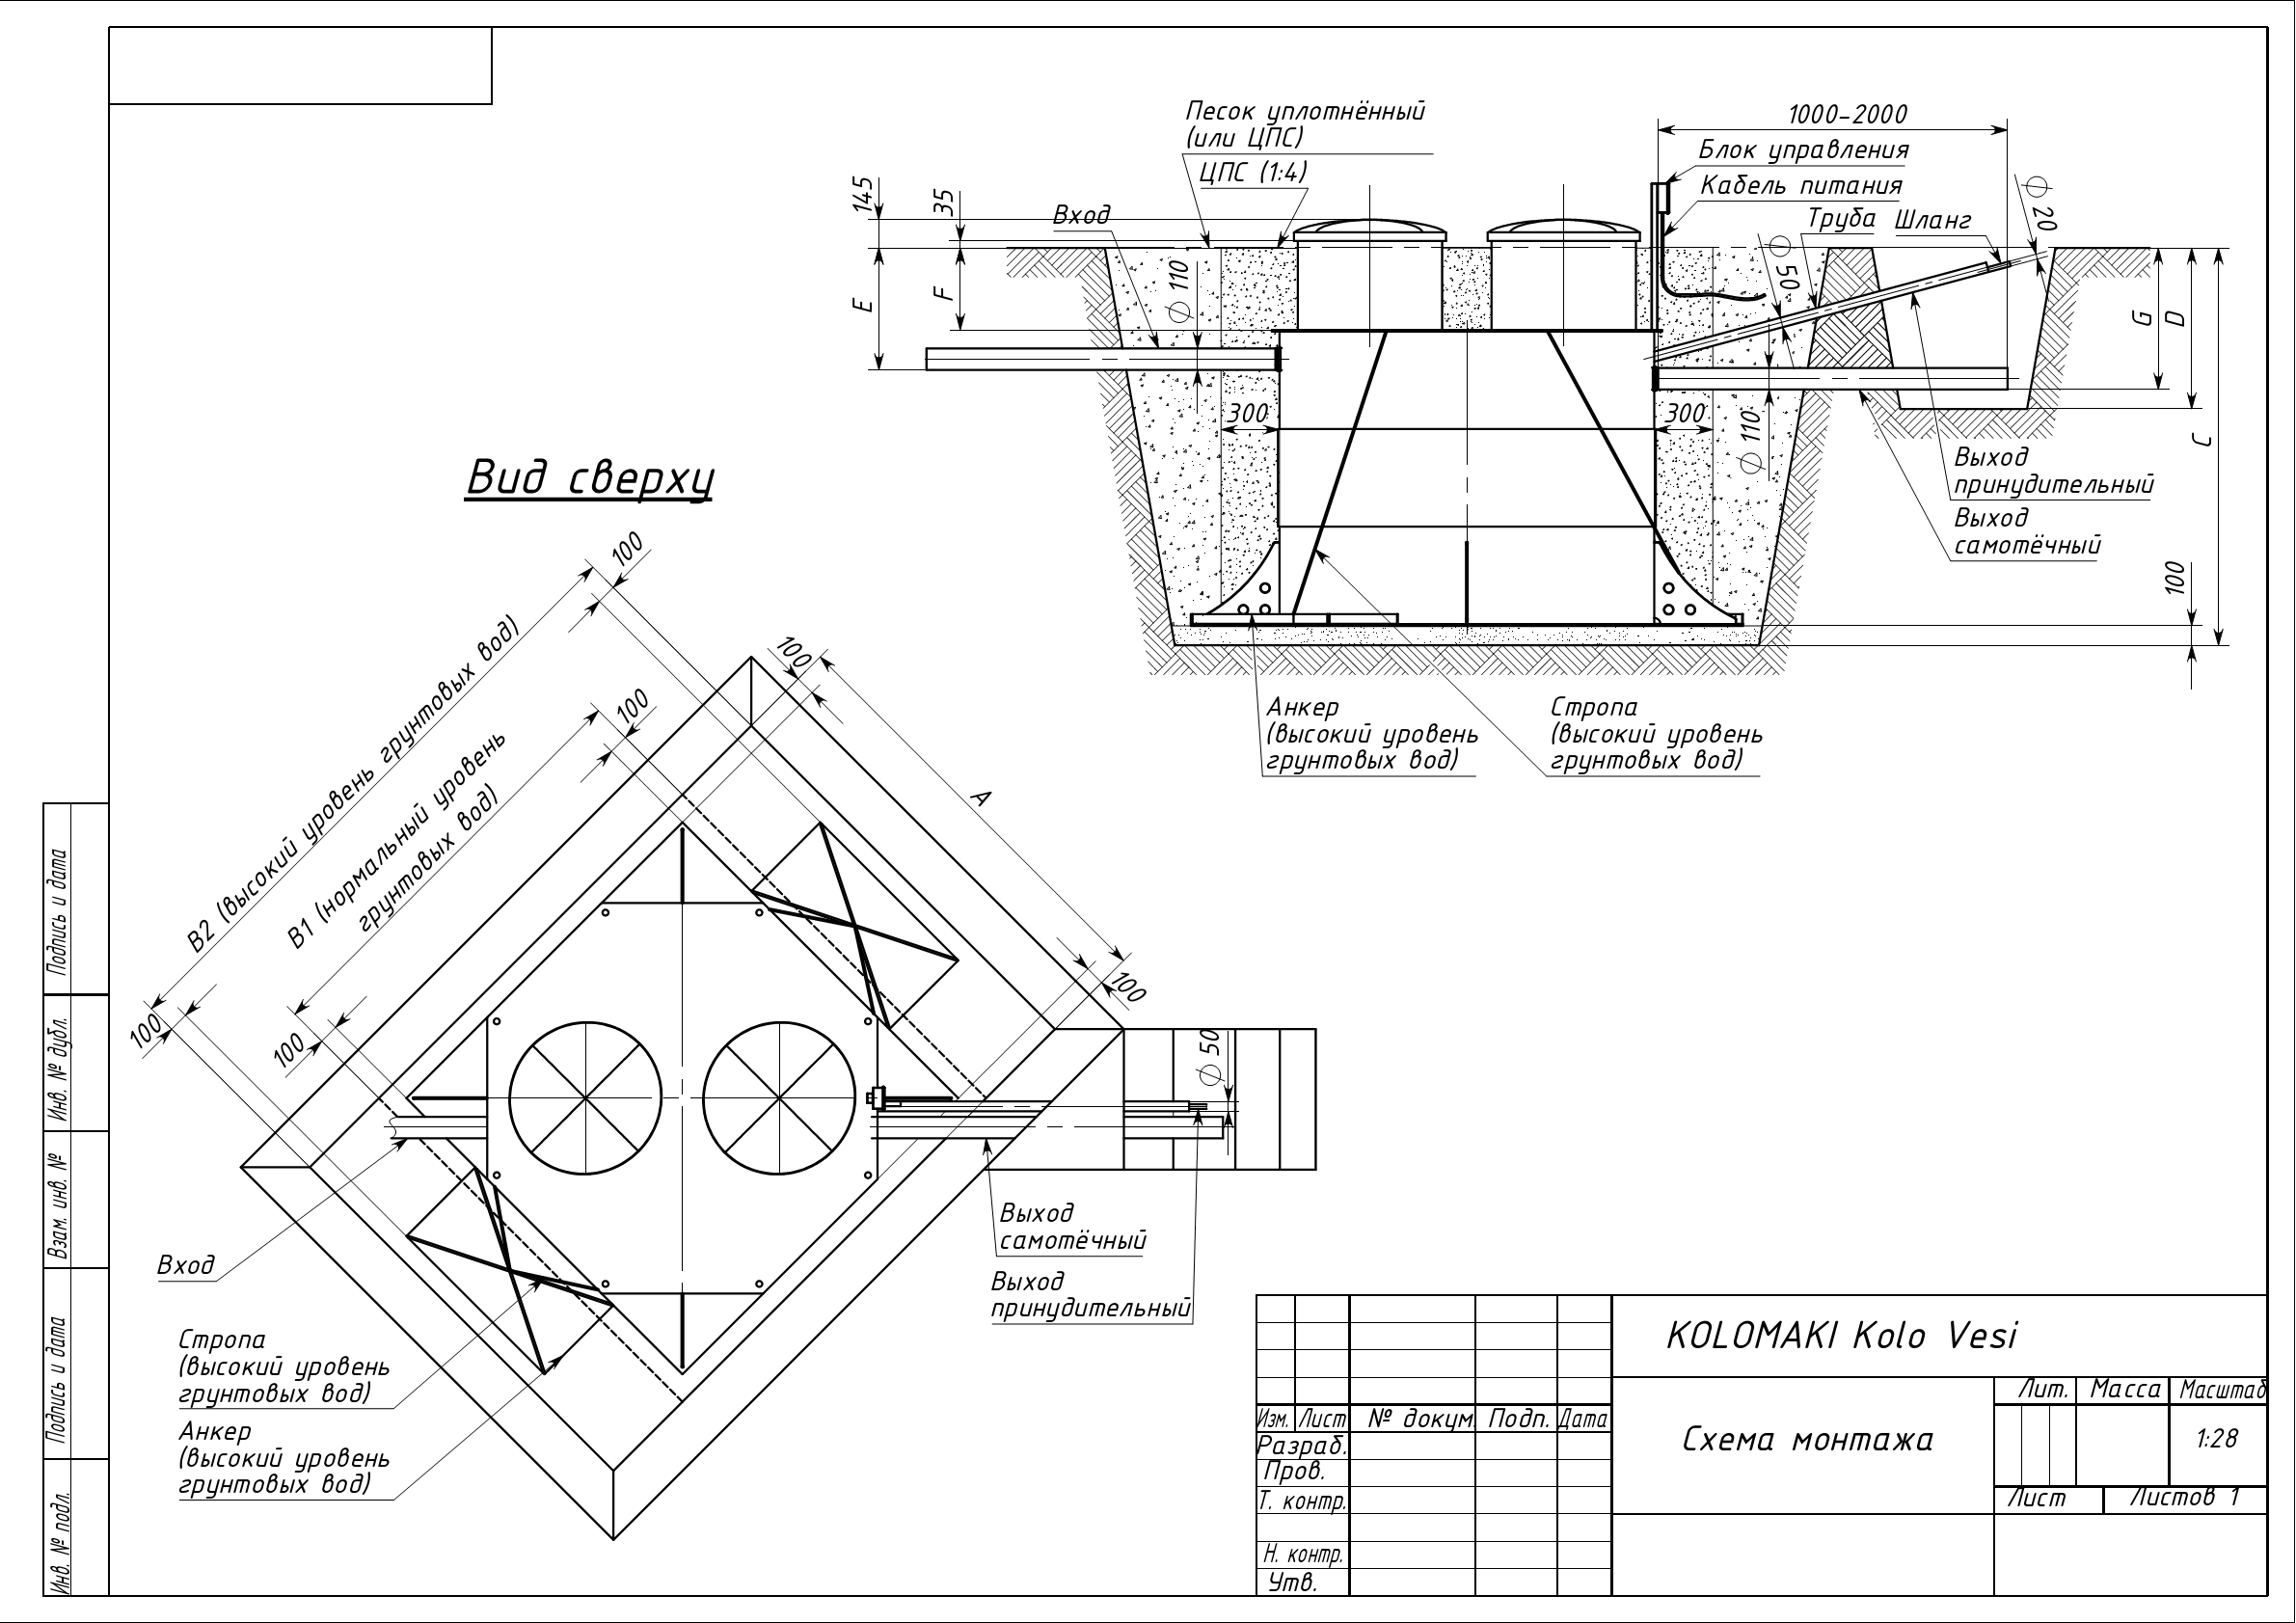 Песок уплотнённый
(или ЦПС)
ЦПС (1:4)
1000-2000
Блок управления
Кабель питания
Труба
Шланг
Вход
145
35
E
F
Ø 110
Ø 50
Ø 20
G
D
C
300
300
Ø 110
Выход
принудительный
Выход
самотёчный
100
Анкер
(высокий уровень
грунтовых вод)
Стропа
(высокий уровень
грунтовых вод)
Вид сверху
100
100
100
A
B2 (высокий уровень грунтовых вод)
B1 (нормальный уровень
грунтовых вод)
100
100
100
Ø 50
Вход
Выход
самотёчный
Выход
принудительный
Стропа
(высокий уровень
грунтовых вод)
Анкер
(высокий уровень
грунтовых вод)
Подпись и дата
Инв. № дубл.
Взам. инв. №
Подпись и дата
Инв. № подл.
KOLOMAKI Kolo Vesi
Лит. Масса Масштаб
Изм. Лист № докум. Подп. Дата
Схема монтажа
1:28
Разраб.
Пров.
Т. контр.
Лист Листов 1
Н. контр.
Утв.